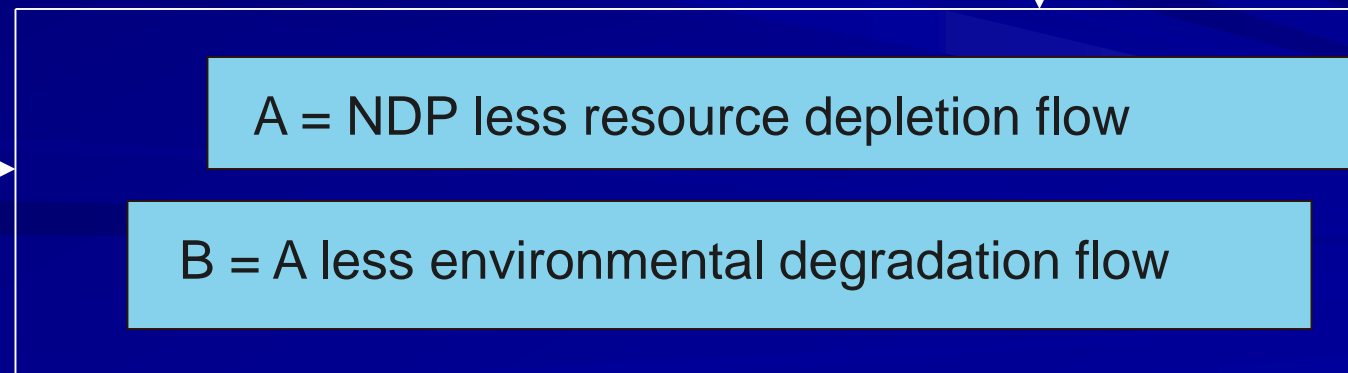 A = NDP less resource depletion flow
B = A less environmental degradation flow